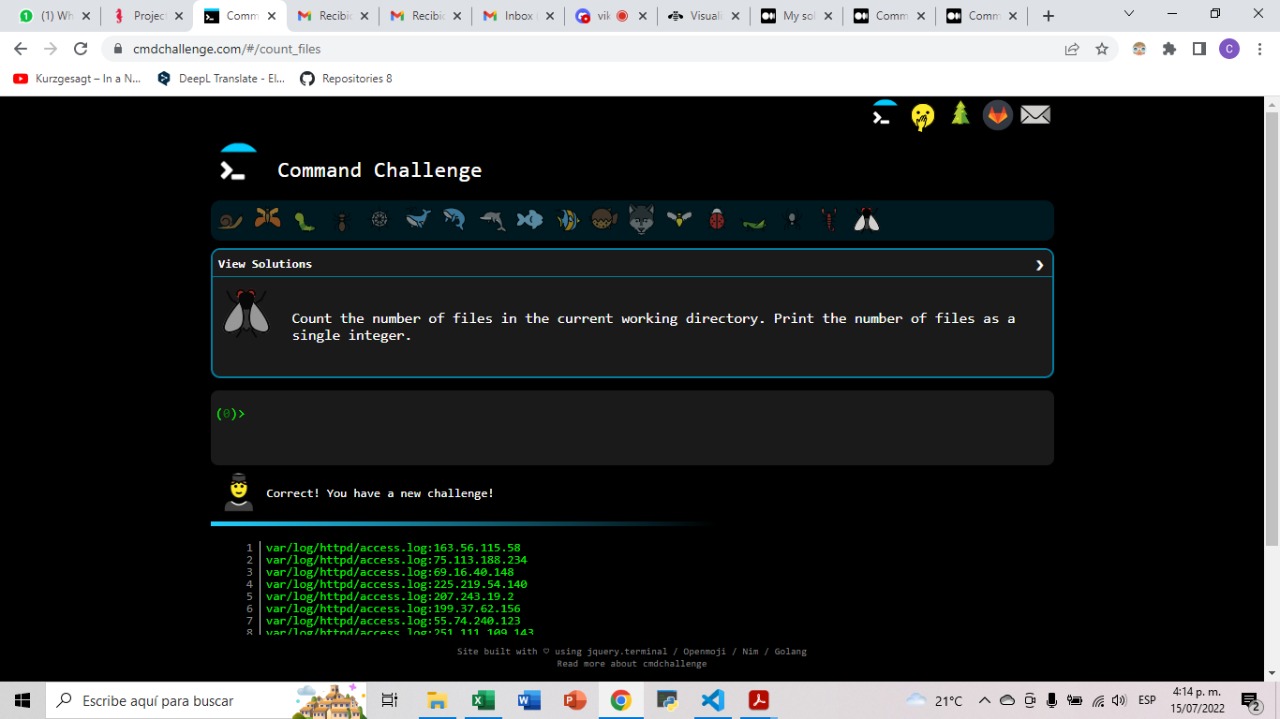 (1) Wh
Projec
Comm
Recibic
Recibic
Inbox (
vik
Visual
My sol
Comm
Comm
cmdchallenge.com/#/count_files
C
Kurzgesagt – In a N...
DeepL Translate - El...
Repositories 8
Command Challenge
View Solutions
Count the number of files in the current working directory. Print the number of files as a
single integer.
(0)>
Correct! You have a new challenge!
1 var/log/httpd/access.log:163.56.115.58
2 var/log/httpd/access.log:75.113.188.234
3 var/log/httpd/access.log:69.16.40.148
4 var/log/httpd/access.log:225.219.54.140
5 var/log/httpd/access.log:207.243.19.2
6 var/log/httpd/access.log:199.37.62.156
7 var/log/httpd/access.log:55.74.240.123
8 var/log/httpd/access.log:251.111.109.143
Site built with ♡ using jquery.terminal / Openmoji / Nim / Golang
Read more about cmdchallenge
Escribe aquí para buscar
21°C
ESP
4:14 p. m.
15/07/2022
2